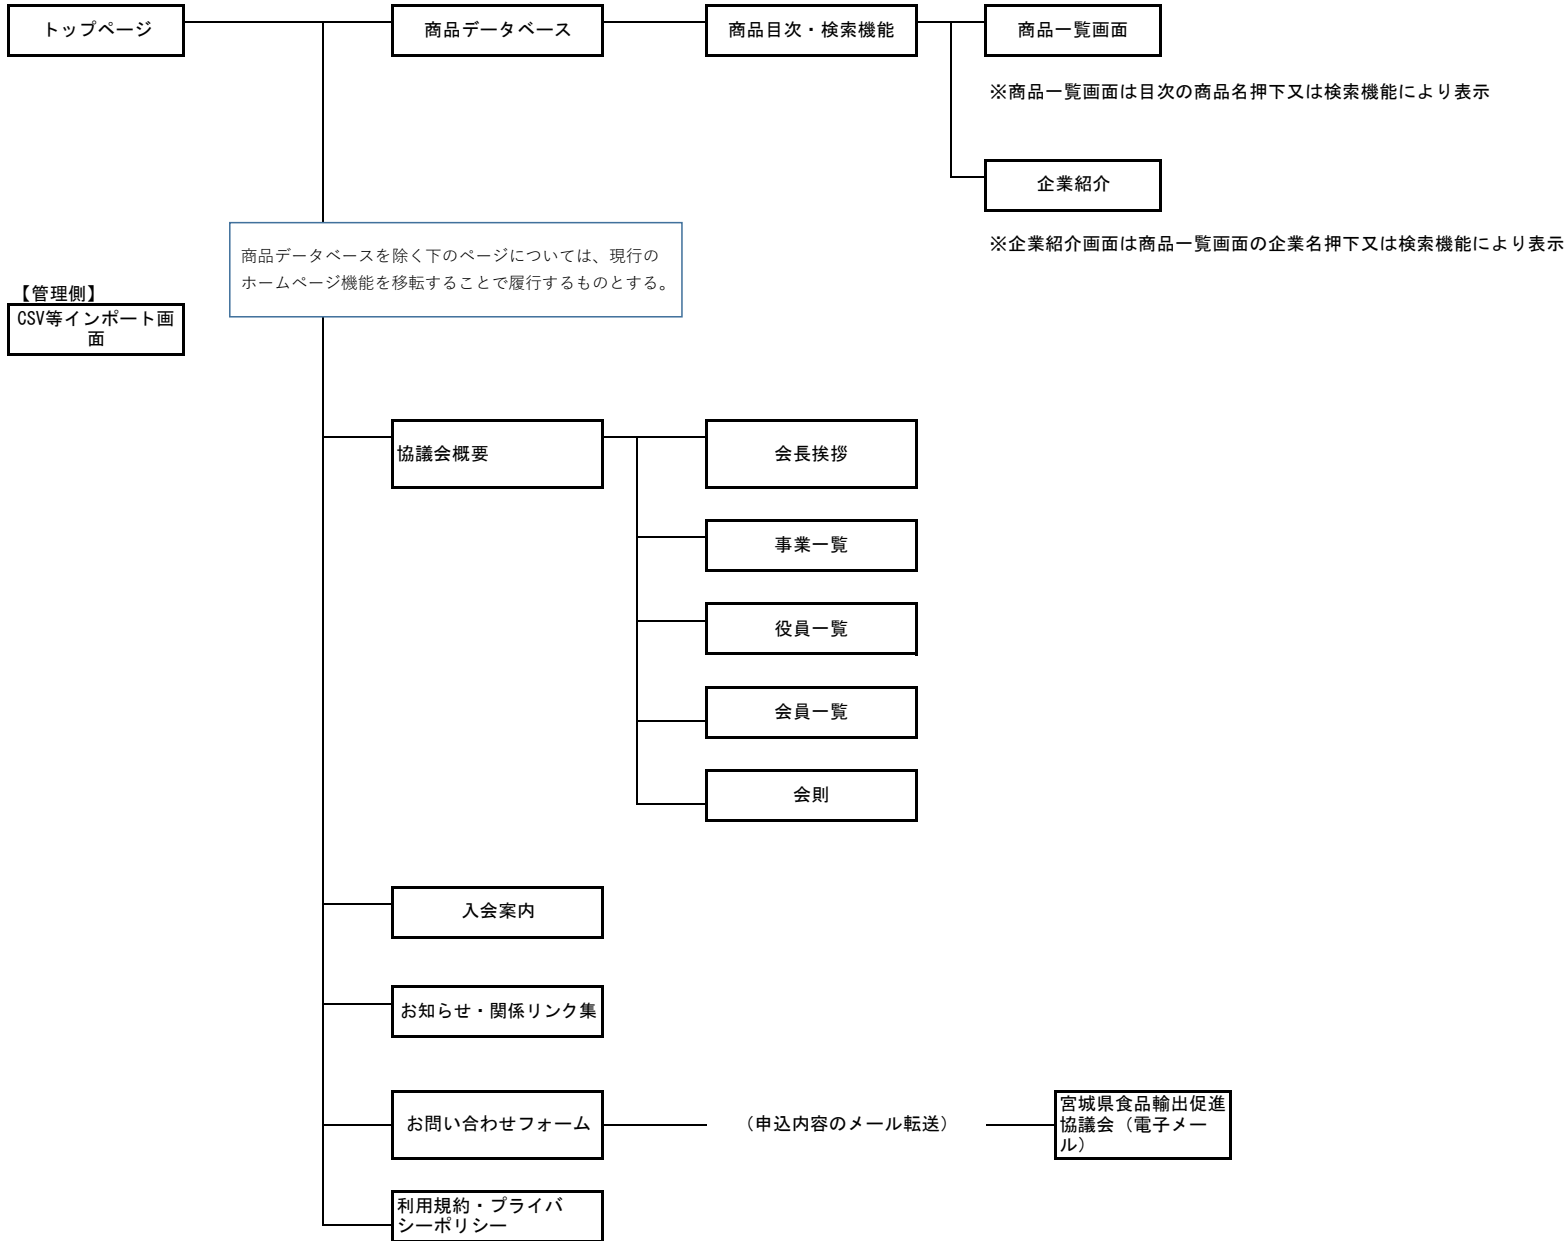 トップページ
商品データベース
商品目次・検索機能
商品一覧画面
※商品一覧画面は目次の商品名押下又は検索機能により表示
企業紹介
※企業紹介画面は商品一覧画面の企業名押下又は検索機能により表示
商品データベースを除く下のページについては、現行の
ホームページ機能を移転することで履行するものとする。
【管理側】
CSV等インポート画
面
協議会概要
会長挨拶
事業一覧
役員一覧
会員一覧
会則
入会案内
お知らせ・関係リンク集
お問い合わせフォーム
（申込内容のメール転送）
宮城県食品輸出促進
協議会（電子メー
ル）
利用規約・プライバ
シーポリシー